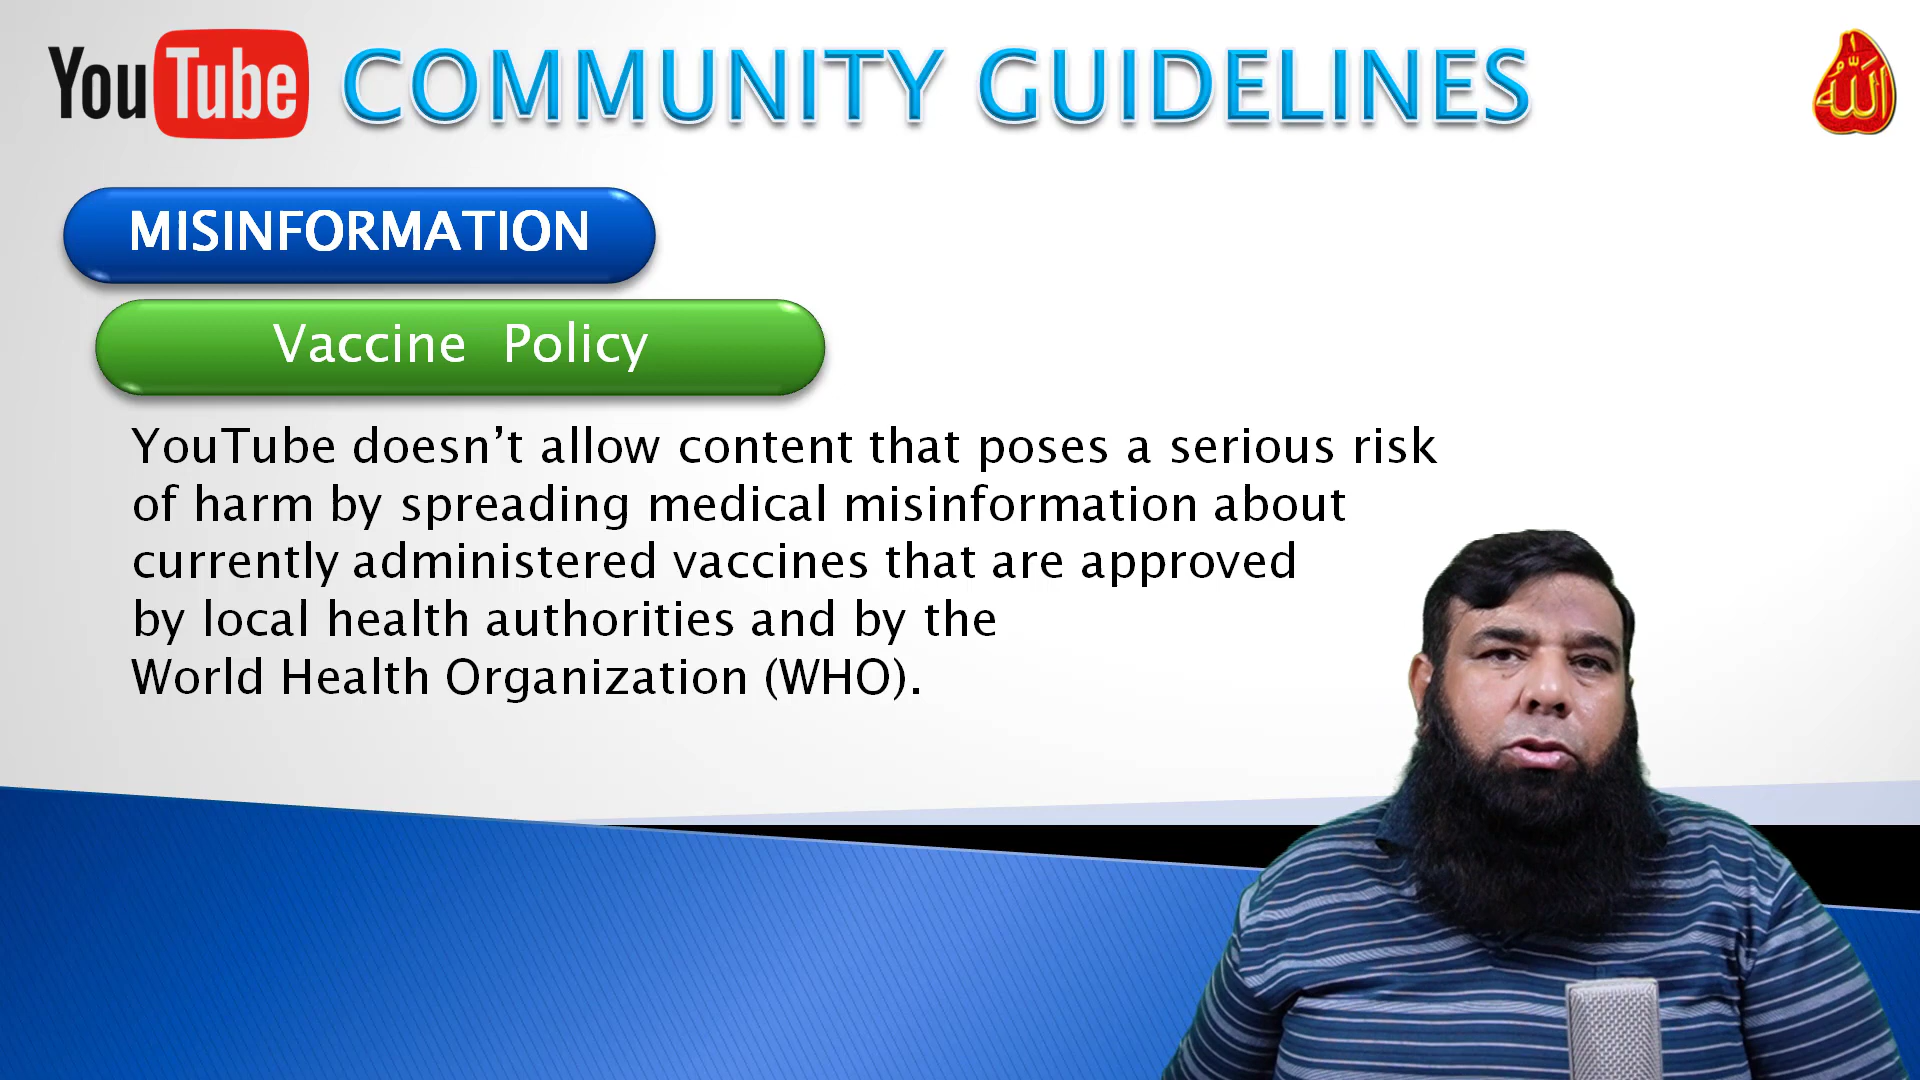 YouTube COMMUNITY GUIDELINES
الله
MISINFORMATION
Vaccine Policy
YouTube doesn’t allow content that poses a serious risk
of harm by spreading medical misinformation about
currently administered vaccines that are approved
by local health authorities and by the
World Health Organization (WHO).